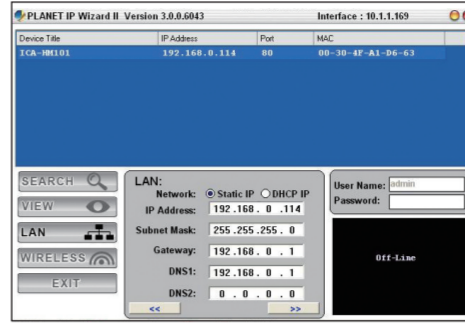 PLANET IP Wizard II Version 3.0.0.6043 Interface : 10.1.1.169
Device Title IP Address Port MAC
ICA-HM101 192.168.0.114 80 00-30-4F-A1-D6-63
SEARCH
VIEW
LAN
WIRELESS
EXIT
LAN:
Network: Static IP DHCP IP
IP Address: 192.168. 0 .114
Subnet Mask: 255.255.255. 0
Gateway: 192.168. 0 . 1
DNS1: 192.168. 0 . 1
DNS2: 0 . 0 . 0 . 0
<< >>
User Name: admin
Password:
Off-Line